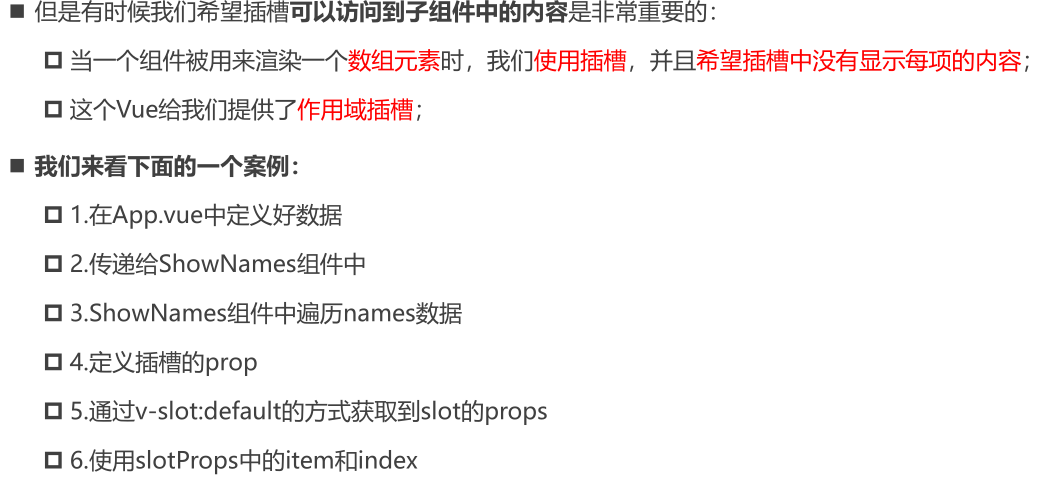 ■ 但是有时候我们希望插槽可以访问到子组件中的内容是非常重要的：
当一个组件被用来渲染一个数组元素时，我们使用插槽，并且希望插槽中没有显示每项的内容；
这个Vue给我们提供了作用域插槽；
■ 我们来看下面的一个案例：
1.在App.vue中定义好数据
2.传递给ShowNames组件中
3.ShowNames组件中遍历names数据
4.定义插槽的prop
5.通过v-slot:default的方式获取到slot的props
6.使用slotProps中的item和index